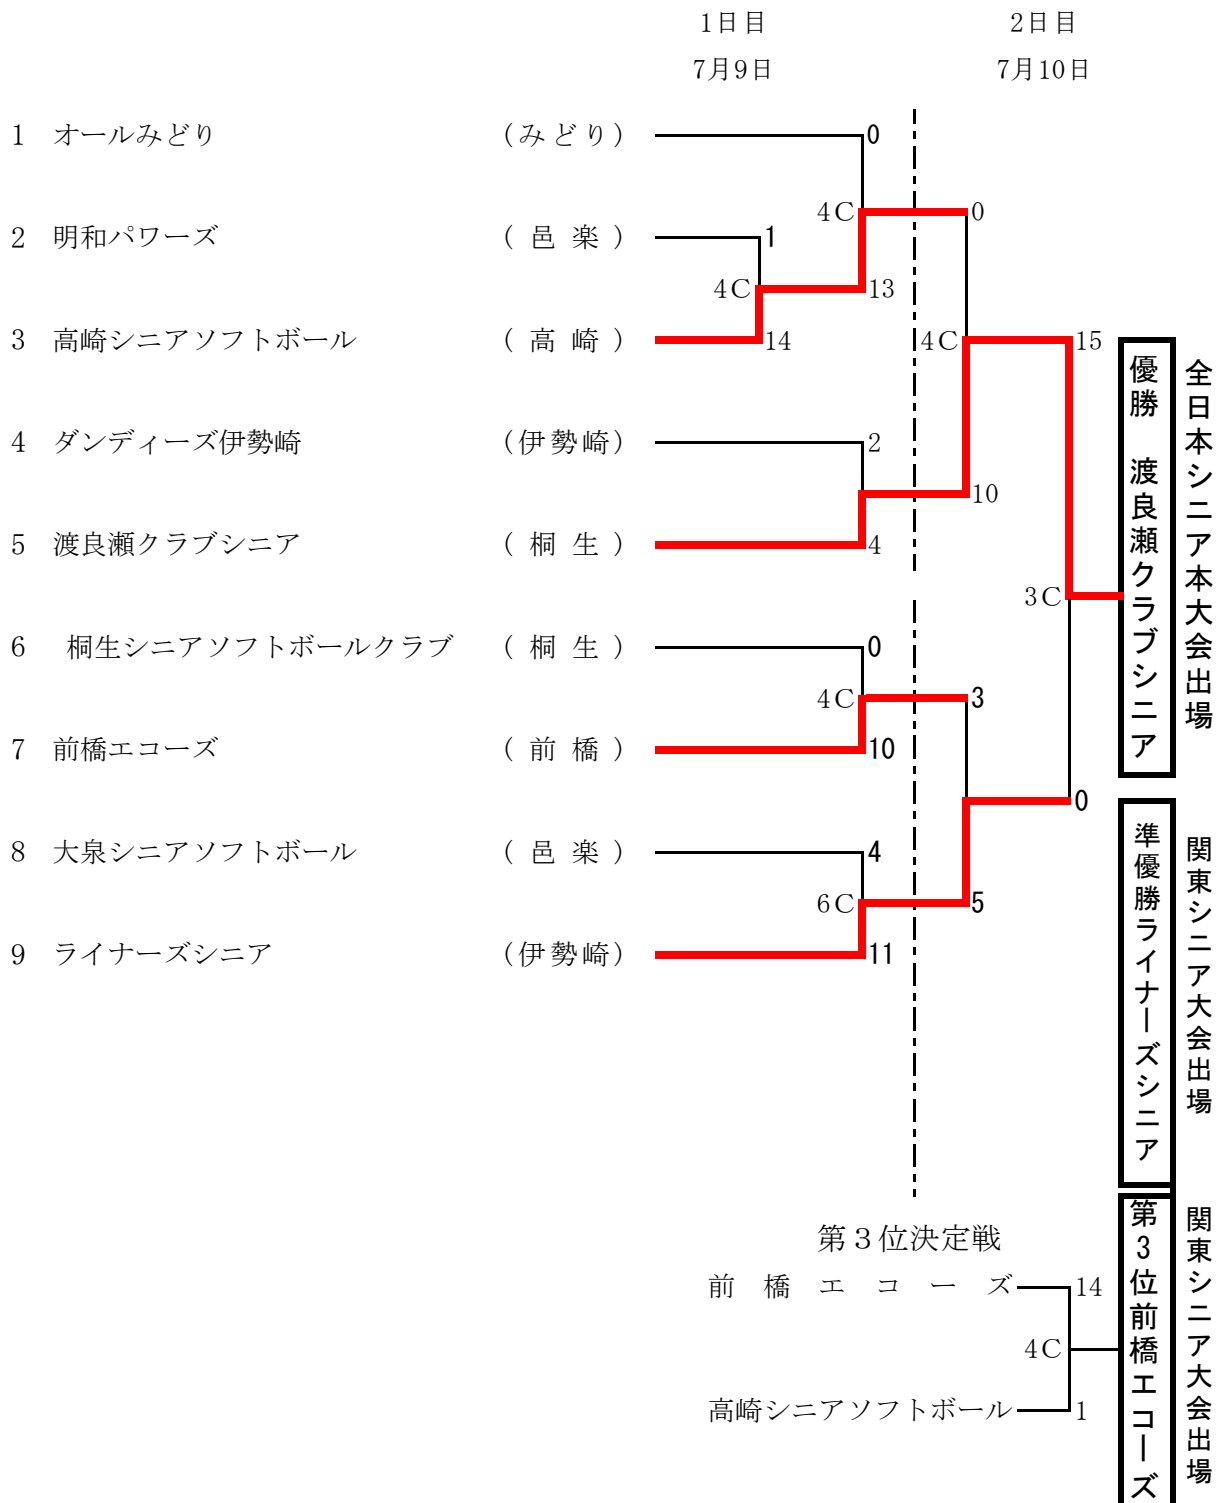 1日目 2日目
7月9日 7月10日
1 オールみどり (みどり) 0
4C 0
2 明和パワーズ (邑楽) 1
4C 13
3 高崎シニアソフトボール (高崎) 14 4C 15
4 ダンディーズ伊勢崎 (伊勢崎) 2
10
5 渡良瀬クラブシニア (桐生) 4
3C
6 桐生シニアソフトボールクラブ (桐生) 0
4C 3
7 前橋エコーズ (前橋) 10
0
8 大泉シニアソフトボール (邑楽) 4
6C 5
9 ライナーズシニア (伊勢崎) 11
優勝 渡良瀬クラブシニア
全日本シニア本大会出場
準優勝ライナーズシニア
関東シニア大会出場
第3位決定戦
前橋エコーズ 14
4C
高崎シニアソフトボール 1
第3位前橋エコーズ
関東シニア大会出場